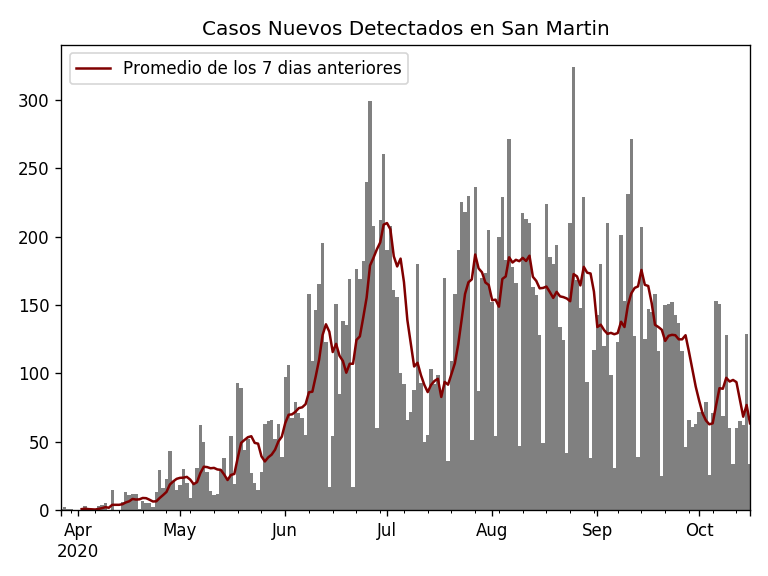 Casos Nuevos Detectados en San Martin
Promedio de los 7 dias anteriores
300
250
200
150
100
50
0
Apr May Jun Jul Aug Sep Oct
2020